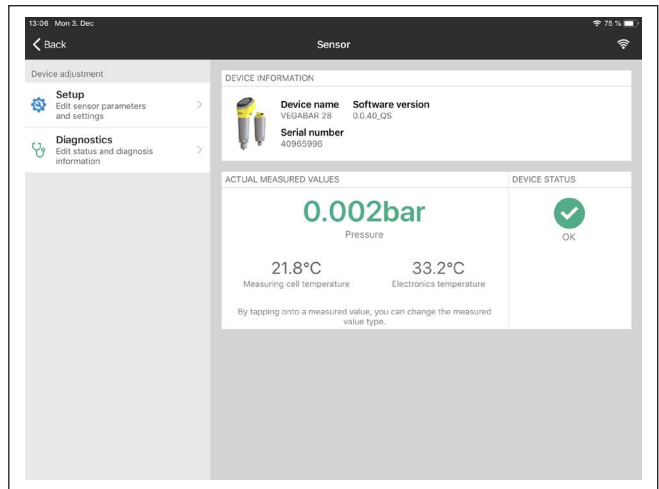 13:06 Mon 3. Dec
75 %
Back
Sensor
Device adjustment
Setup
Edit sensor parameters
and settings
Diagnostics
Edit status and diagnosis
information
DEVICE INFORMATION
Device name Software version
VEGABAR 28 0.0.40_QS
Serial number
40965996
ACTUAL MEASURED VALUES
0.002bar
Pressure
21.8°C 33.2°C
Measuring cell temperature Electronics temperature
By tapping onto a measured value, you can change the measured
value type.
DEVICE STATUS
OK